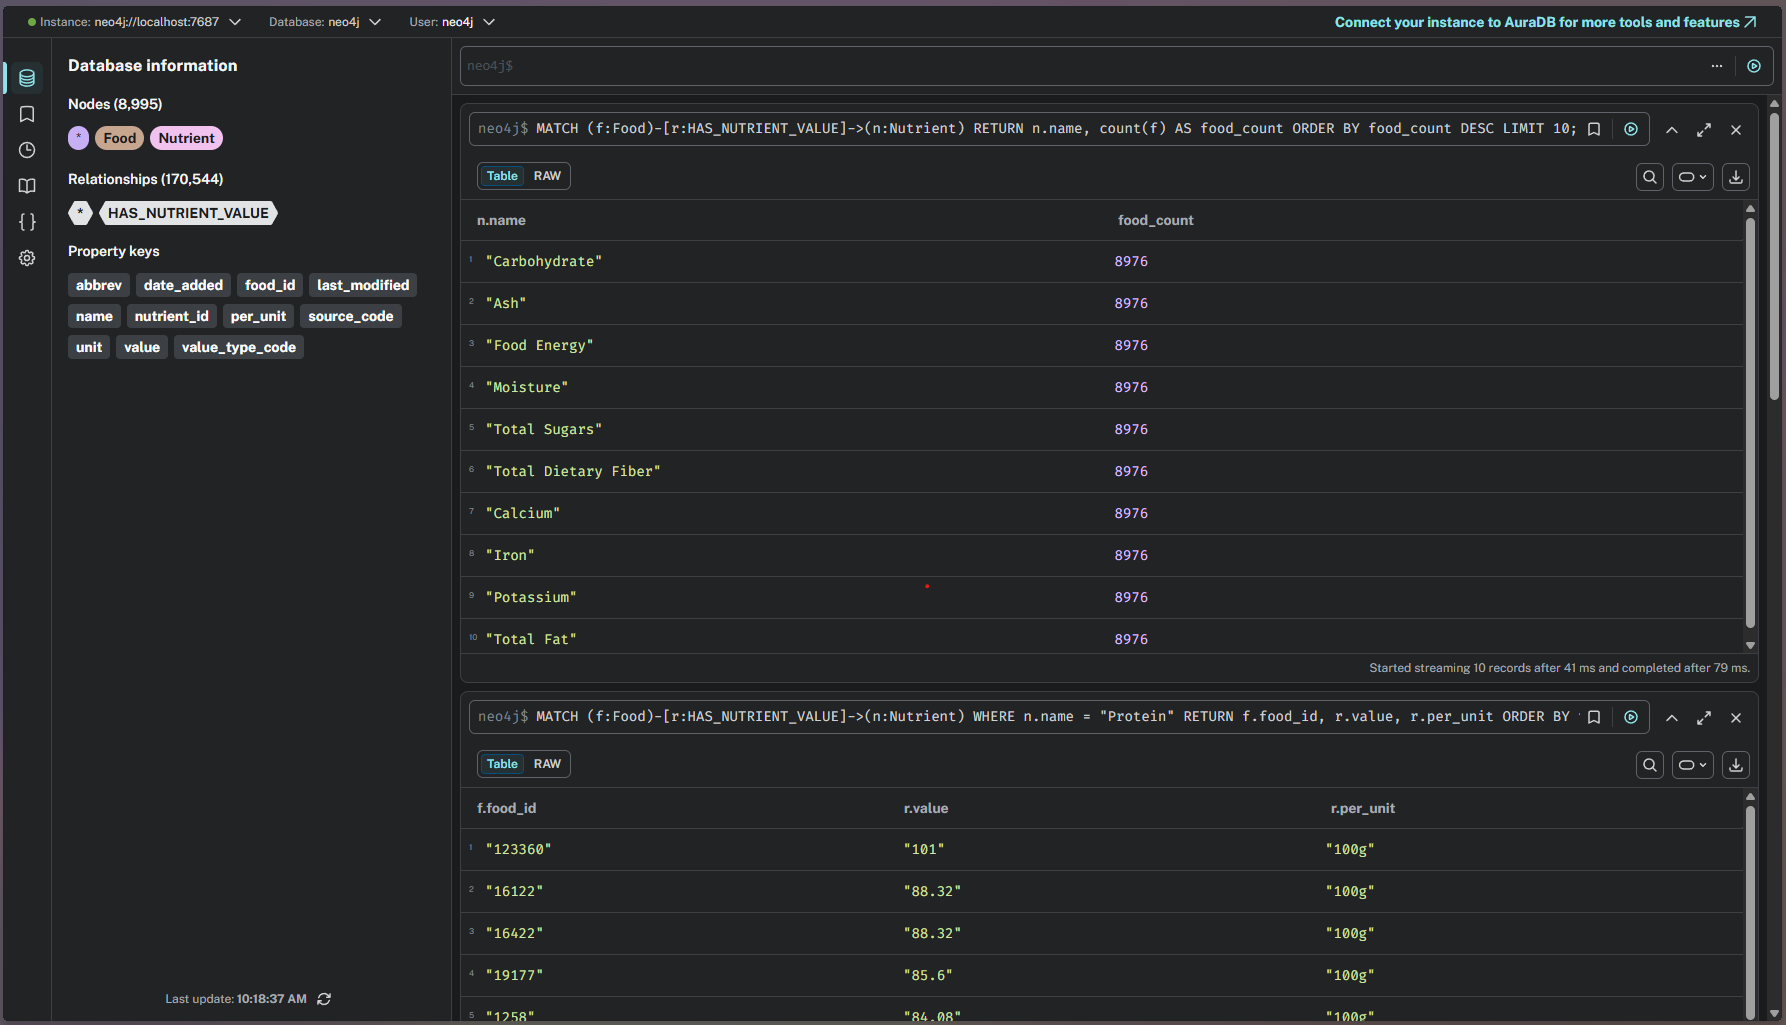 Instance: neo4j://localhost:7687 Database: neo4j User: neo4j Connect your instance to AuraDB for more tools and features
Database information
Nodes (8,995)
* Food Nutrient
Relationships (170,544)
* HAS_NUTRIENT_VALUE
Property keys
abbrev date_added food_id last_modified
name nutrient_id per_unit source_code
unit value value_type_code
Last update: 10:18:37 AM
neo4j$
neo4j$ MATCH (f:Food)-[r:HAS_NUTRIENT_VALUE]->(n:Nutrient) RETURN n.name, count(f) AS food_count ORDER BY food_count DESC LIMIT 10;
Table RAW
n.name food_count
1 "Carbohydrate" 8976
2 "Ash" 8976
3 "Food Energy" 8976
4 "Moisture" 8976
5 "Total Sugars" 8976
6 "Total Dietary Fiber" 8976
7 "Calcium" 8976
8 "Iron" 8976
9 "Potassium" 8976
10 "Total Fat" 8976
Started streaming 10 records after 41 ms and completed after 79 ms.
neo4j$ MATCH (f:Food)-[r:HAS_NUTRIENT_VALUE]->(n:Nutrient) WHERE n.name = "Protein" RETURN f.food_id, r.value, r.per_unit ORDER BY
Table RAW
f.food_id r.value r.per_unit
1 "123360" "101" "100g"
2 "16122" "88.32" "100g"
3 "16422" "88.32" "100g"
4 "19177" "85.6" "100g"
5 "1258" "84.08" "100g"